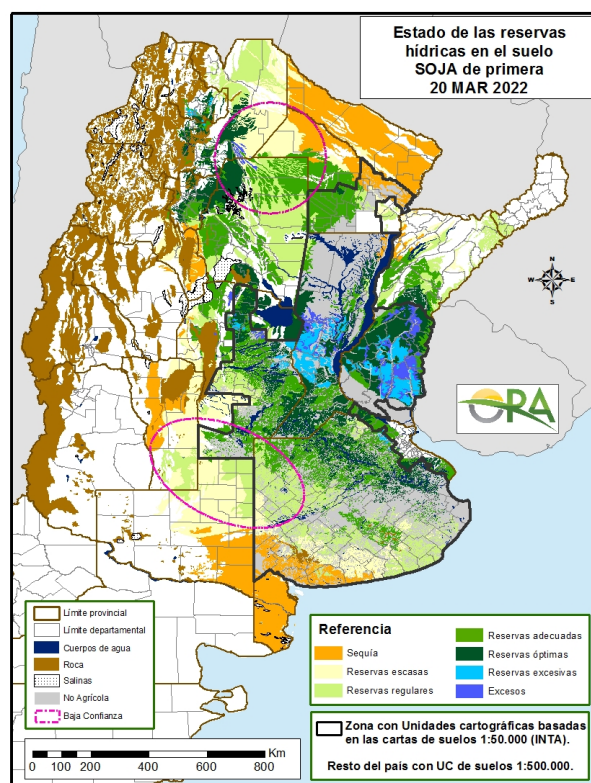 Estado de las reservas
hídricas en el suelo
SOJA de primera
20 MAR 2022
N
W E
S
ORA
Límite provincial
Límite departamental
Cuerpos de agua
Roca
Salinas
No Agrícola
Baja Confianza
Referencia
Sequía
Reservas escasas
Reservas regulares
Reservas adecuadas
Reservas óptimas
Reservas excesivas
Excesos
0 50 100 200 400 600 800 Km
Zona con Unidades cartográficas basadas
en las cartas de suelos 1:50.000 (INTA).
Resto del país con UC de suelos 1:500.000.